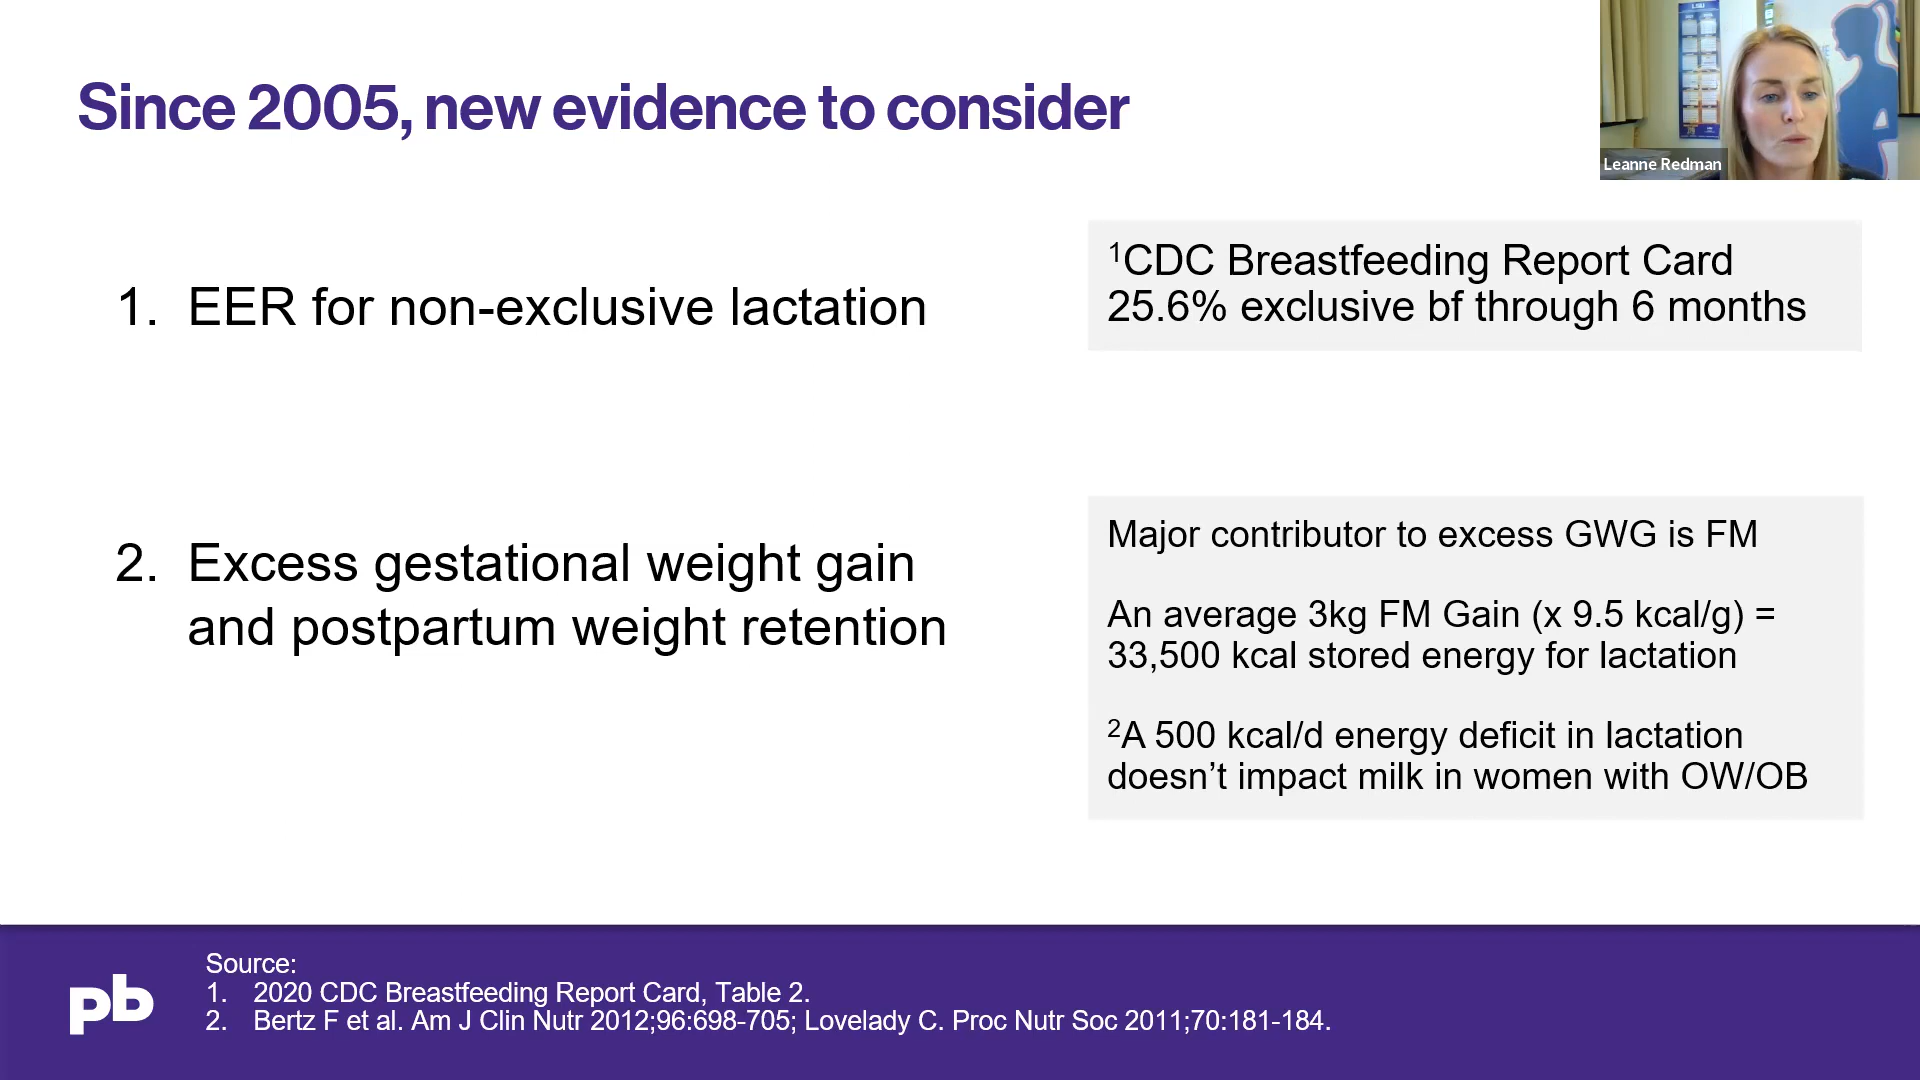 Since 2005, new evidence to consider
LSU
Leanne Redman
1. EER for non-exclusive lactation
¹CDC Breastfeeding Report Card
25.6% exclusive bf through 6 months
2. Excess gestational weight gain
and postpartum weight retention
Major contributor to excess GWG is FM
An average 3kg FM Gain (x 9.5 kcal/g) =
33,500 kcal stored energy for lactation
²A 500 kcal/d energy deficit in lactation
doesn’t impact milk in women with OW/OB
pb
Source:
1. 2020 CDC Breastfeeding Report Card, Table 2.
2. Bertz F et al. Am J Clin Nutr 2012;96:698-705; Lovelady C. Proc Nutr Soc 2011;70:181-184.